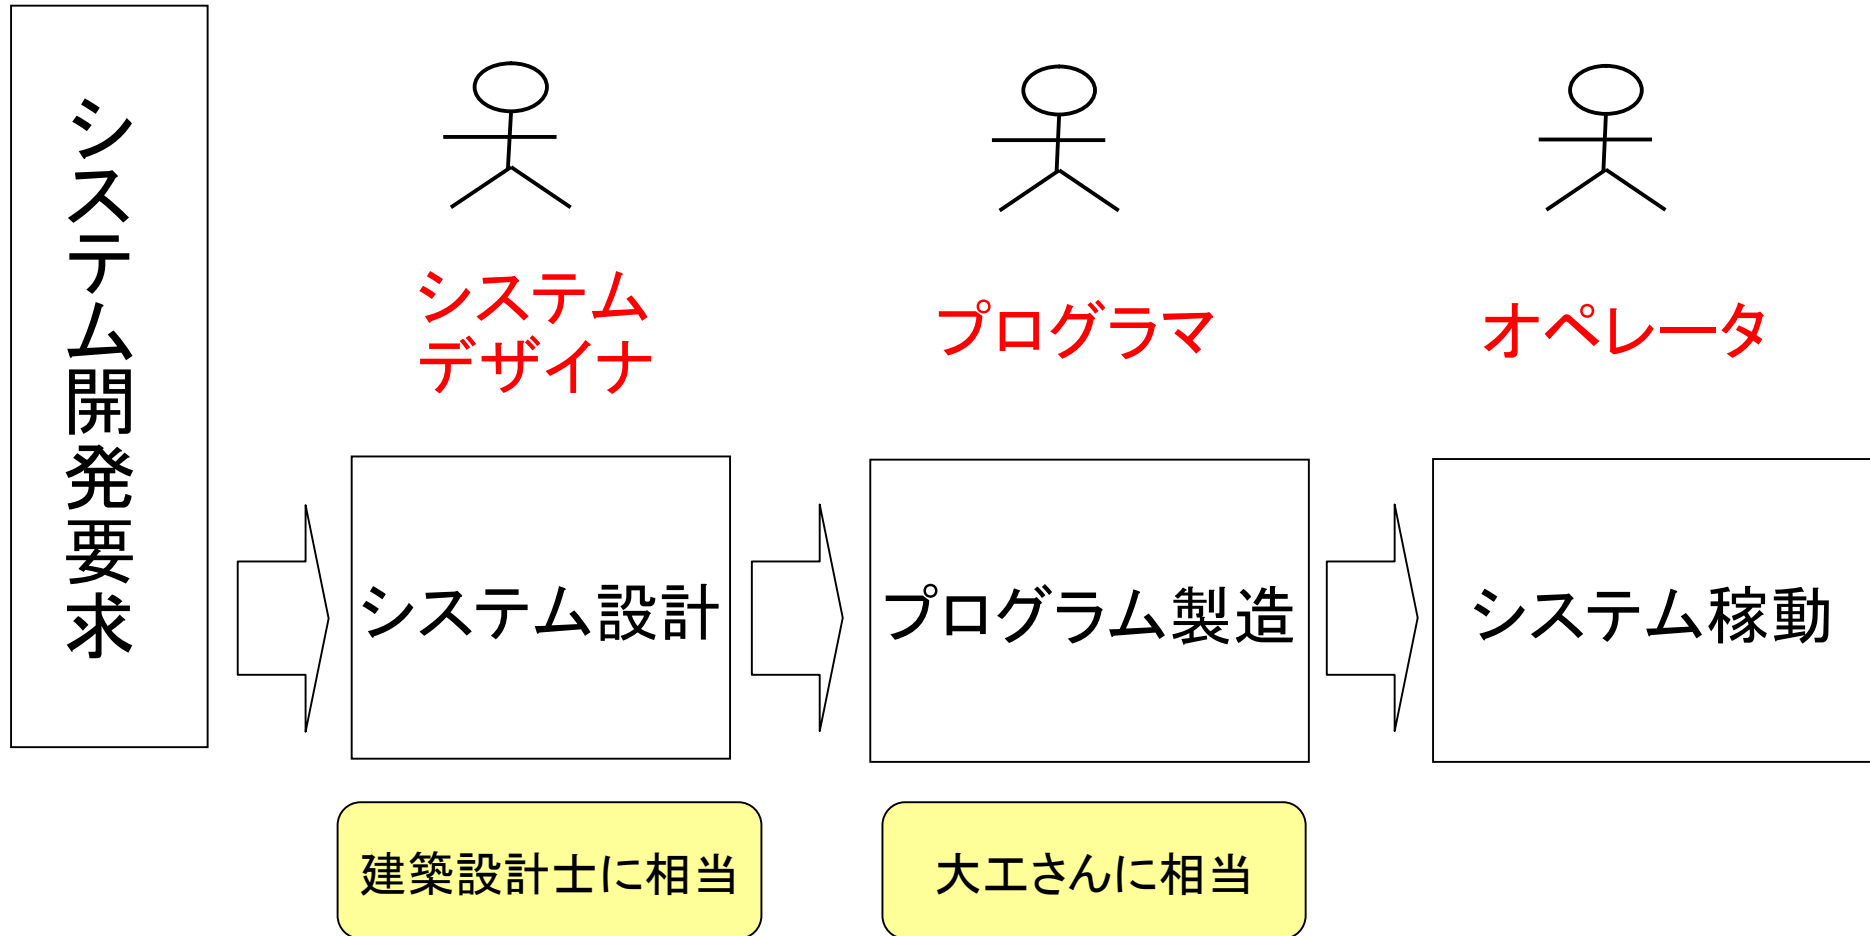 システム開発要求
システム
デザイナ
プログラマ
オペレータ
システム設計
プログラム製造
システム稼動
建築設計士に相当
大工さんに相当